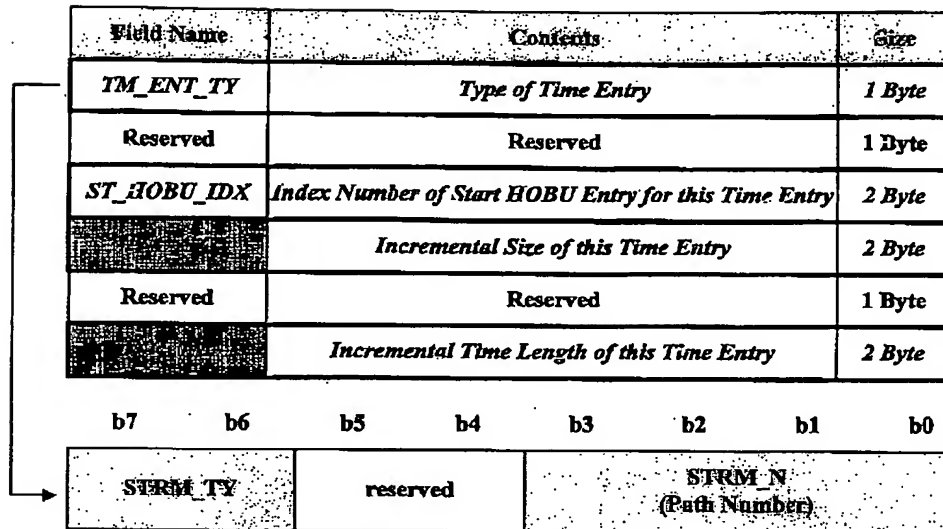 Field Name Contents Size
TM_ENT_TY Type of Time Entry 1 Byte
Reserved Reserved 1 Byte
ST_HOBU_IDX Index Number of Start HOBU Entry for this Time Entry 2 Byte
Incremental Size of this Time Entry 2 Byte
Reserved Reserved 1 Byte
Incremental Time Length of this Time Entry 2 Byte
b7 b6 b5 b4 b3 b2 b1 b0
STRM_TY reserved STRM_N
(Path Number)